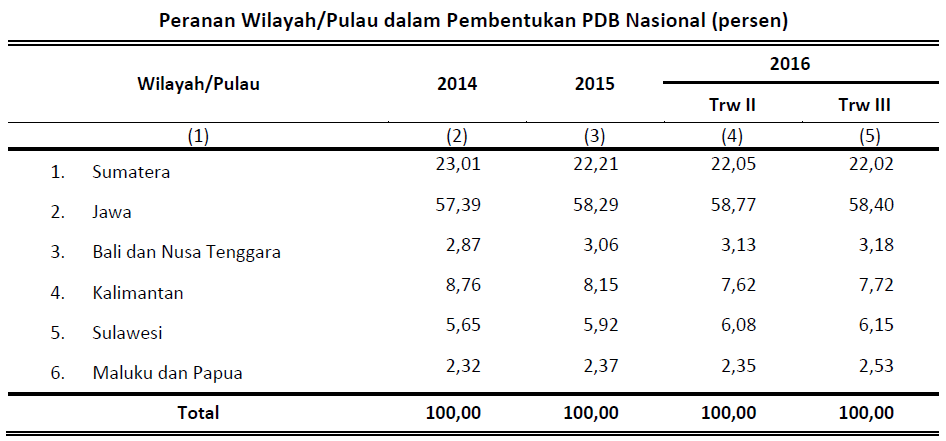 Peranan Wilayah/Pulau dalam Pembentukan PDB Nasional (persen)
Wilayah/Pulau 2014 2015 2016
Trw II Trw III
(1) (2) (3) (4) (5)
1. Sumatera 23,01 22,21 22,05 22,02
2. Jawa 57,39 58,29 58,77 58,40
3. Bali dan Nusa Tenggara 2,87 3,06 3,13 3,18
4. Kalimantan 8,76 8,15 7,62 7,72
5. Sulawesi 5,65 5,92 6,08 6,15
6. Maluku dan Papua 2,32 2,37 2,35 2,53
Total 100,00 100,00 100,00 100,00